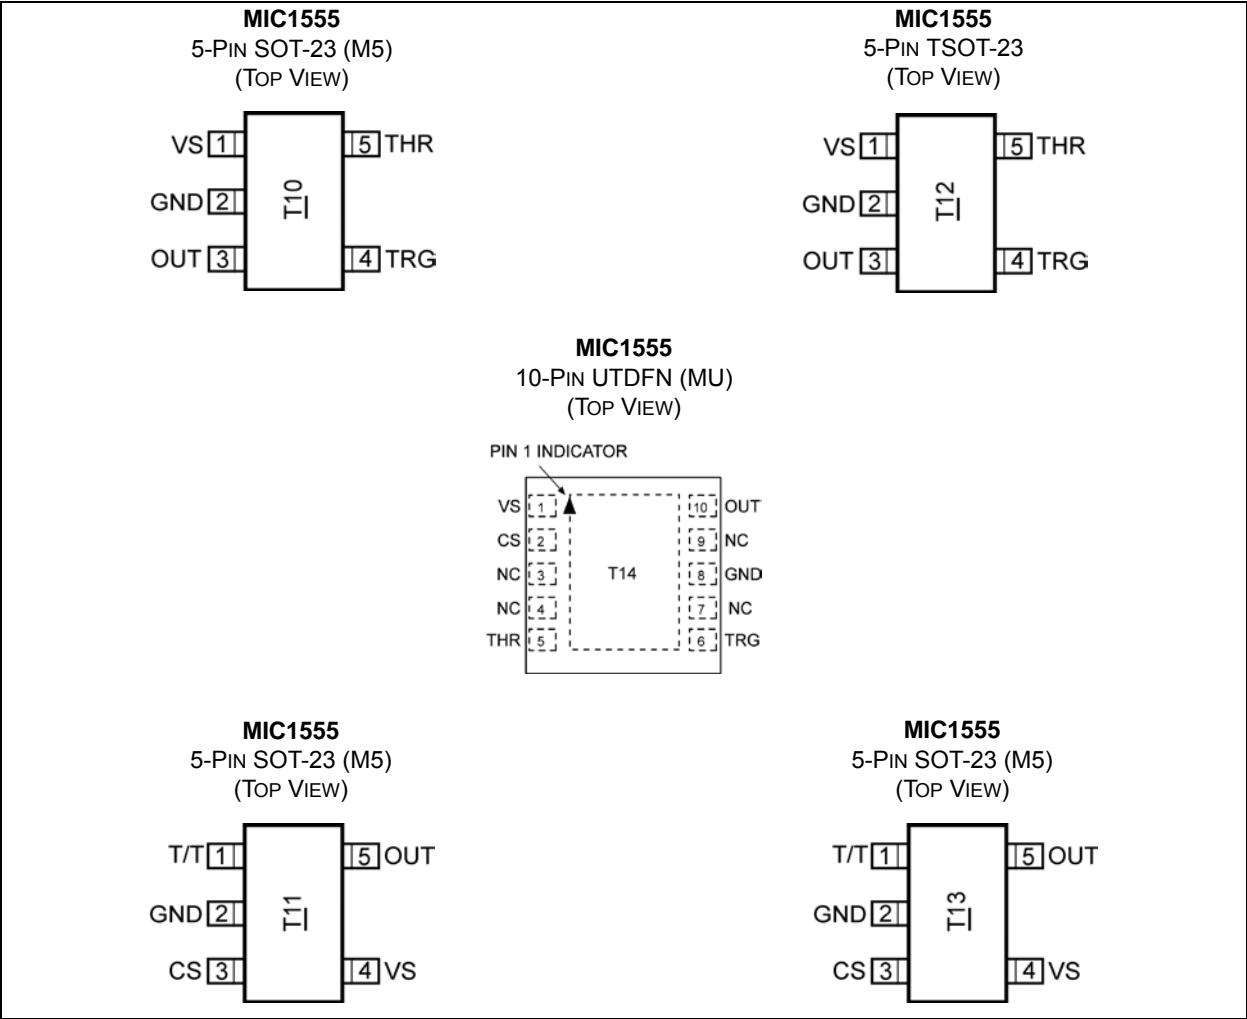 MIC1555
5-PIN SOT-23 (M5)
(TOP VIEW)
VS 1
5 THR
GND 2
T10
OUT 3
4 TRG
MIC1555
5-PIN TSOT-23
(TOP VIEW)
VS 1
5 THR
GND 2
T12
OUT 3
4 TRG
MIC1555
10-PIN UTDFN (MU)
(TOP VIEW)
PIN 1 INDICATOR
VS 1
10 OUT
CS 2
9 NC
NC 3
T14
8 GND
NC 4
7 NC
THR 5
6 TRG
MIC1555
5-PIN SOT-23 (M5)
(TOP VIEW)
T/T 1
5 OUT
GND 2
T11
CS 3
4 VS
MIC1555
5-PIN SOT-23 (M5)
(TOP VIEW)
T/T 1
5 OUT
GND 2
T13
CS 3
4 VS